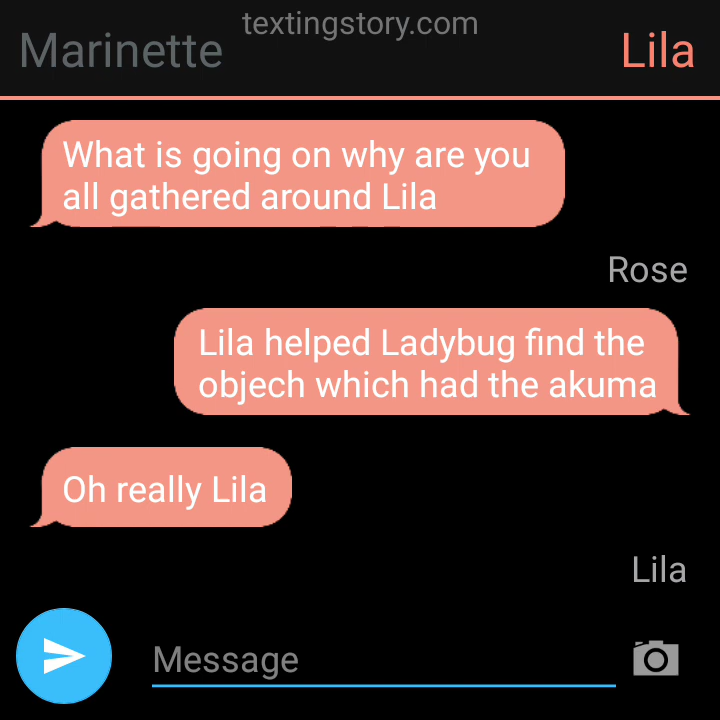 textingstory.com
Marinette
Lila
What is going on why are you
all gathered around Lila
Rose
Lila helped Ladybug find the
objech which had the akuma
Oh really Lila
Lila
Message